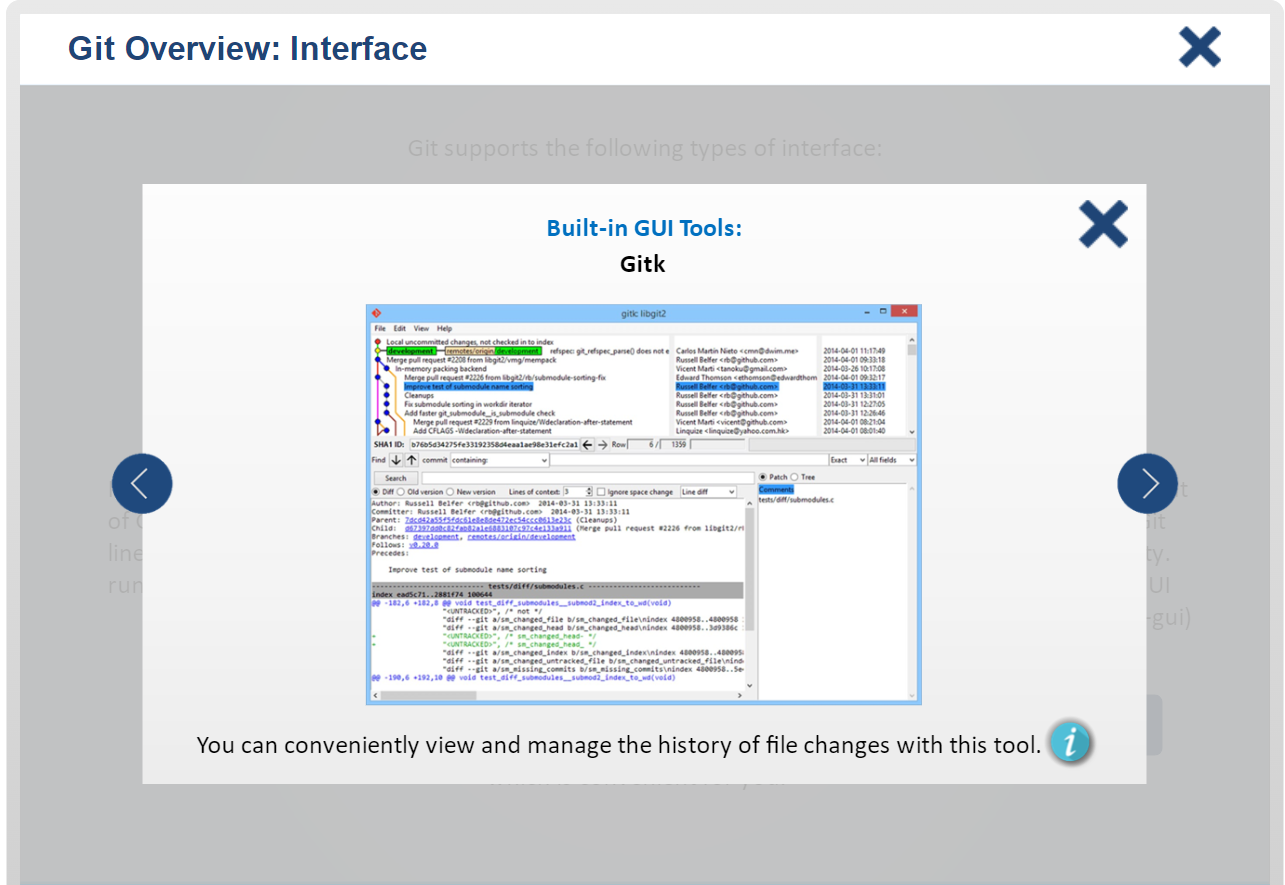 Git Overview: Interface
Git supports the following types of interface:
Built-in GUI Tools:
Gitk
gitk: libgit2
File Edit View Help
Local uncommitted changes, not checked in to index
development remotes/origin/development refspec: git_refspec_parse() does not e Carlos Martín Nieto <cmn@dwim.me> 2014-04-01 11:17:49
Merge pull request #2208 from libgit2/vmg/mempack Russell Belfer <rb@github.com> 2014-04-01 09:33:18
In-memory packing backend Vicent Marti <tanoku@gmail.com> 2014-03-26 10:17:08
Merge pull request #2226 from libgit2/rb/submodule-sorting-fix Edward Thomson <ethomson@edwardthom 2014-04-01 09:32:17
Improve test of submodule name sorting Russell Belfer <rb@github.com> 2014-03-31 13:33:11
Cleanups Russell Belfer <rb@github.com> 2014-03-31 13:31:01
Fix submodule sorting in workdir iterator Russell Belfer <rb@github.com> 2014-03-31 12:27:05
Add faster git_submodule__is_submodule check Russell Belfer <rb@github.com> 2014-03-31 12:26:46
Merge pull request #2229 from linquize/Wdeclaration-after-statement Vicent Marti <vicent@github.com> 2014-04-01 08:21:04
Add CFLAGS -Wdeclaration-after-statement Linquize <linquize@yahoo.com.hk> 2014-04-01 08:01:40
SHA1 ID: b76b5d34275fe33192358d4eaa1ae98e31efc2a1 Row 6 / 1359
Find commit containing: Exact All fields
Search Patch Tree
Diff Old version New version Lines of context: 3 Ignore space change Line diff Comments
tests/diff/submodules.c
Author: Russell Belfer <rb@github.com> 2014-03-31 13:33:11
Committer: Russell Belfer <rb@github.com> 2014-03-31 13:33:11
Parent: 7dcd42a55f5fdc61e8e8de472ec54ccc0613e23c (Cleanups)
Child: d67397dd0c82fab82a1e6883107c97c4e133a911 (Merge pull request #2226 from libgit2/r
Branches: development, remotes/origin/development
Follows: v0.20.0
Precedes:
Improve test of submodule name sorting
tests/diff/submodules.c
index ead5c71..2881f74 100644
@@ -182,6 +182,8 @@ void test_diff_submodules__submod2_index_to_wd(void)
"<UNTRACKED>", /* not */
"diff --git a/sm_changed_file b/sm_changed_file\nindex 4800958..4800958
"diff --git a/sm_changed_head b/sm_changed_head\nindex 4800958..3d9386c
+ "<UNTRACKED>", /* sm_changed_head- */
+ "<UNTRACKED>", /* sm_changed_head_ */
"diff --git a/sm_changed_index b/sm_changed_index\nindex 4800958..480095
"diff --git a/sm_changed_untracked_file b/sm_changed_untracked_file\nind
"diff --git a/sm_missing_commits b/sm_missing_commits\nindex 4800958..5e
@@ -190,6 +192,10 @@ void test_diff_submodules__submod2_index_to_wd(void)
You can conveniently view and manage the history of file changes with this tool. i